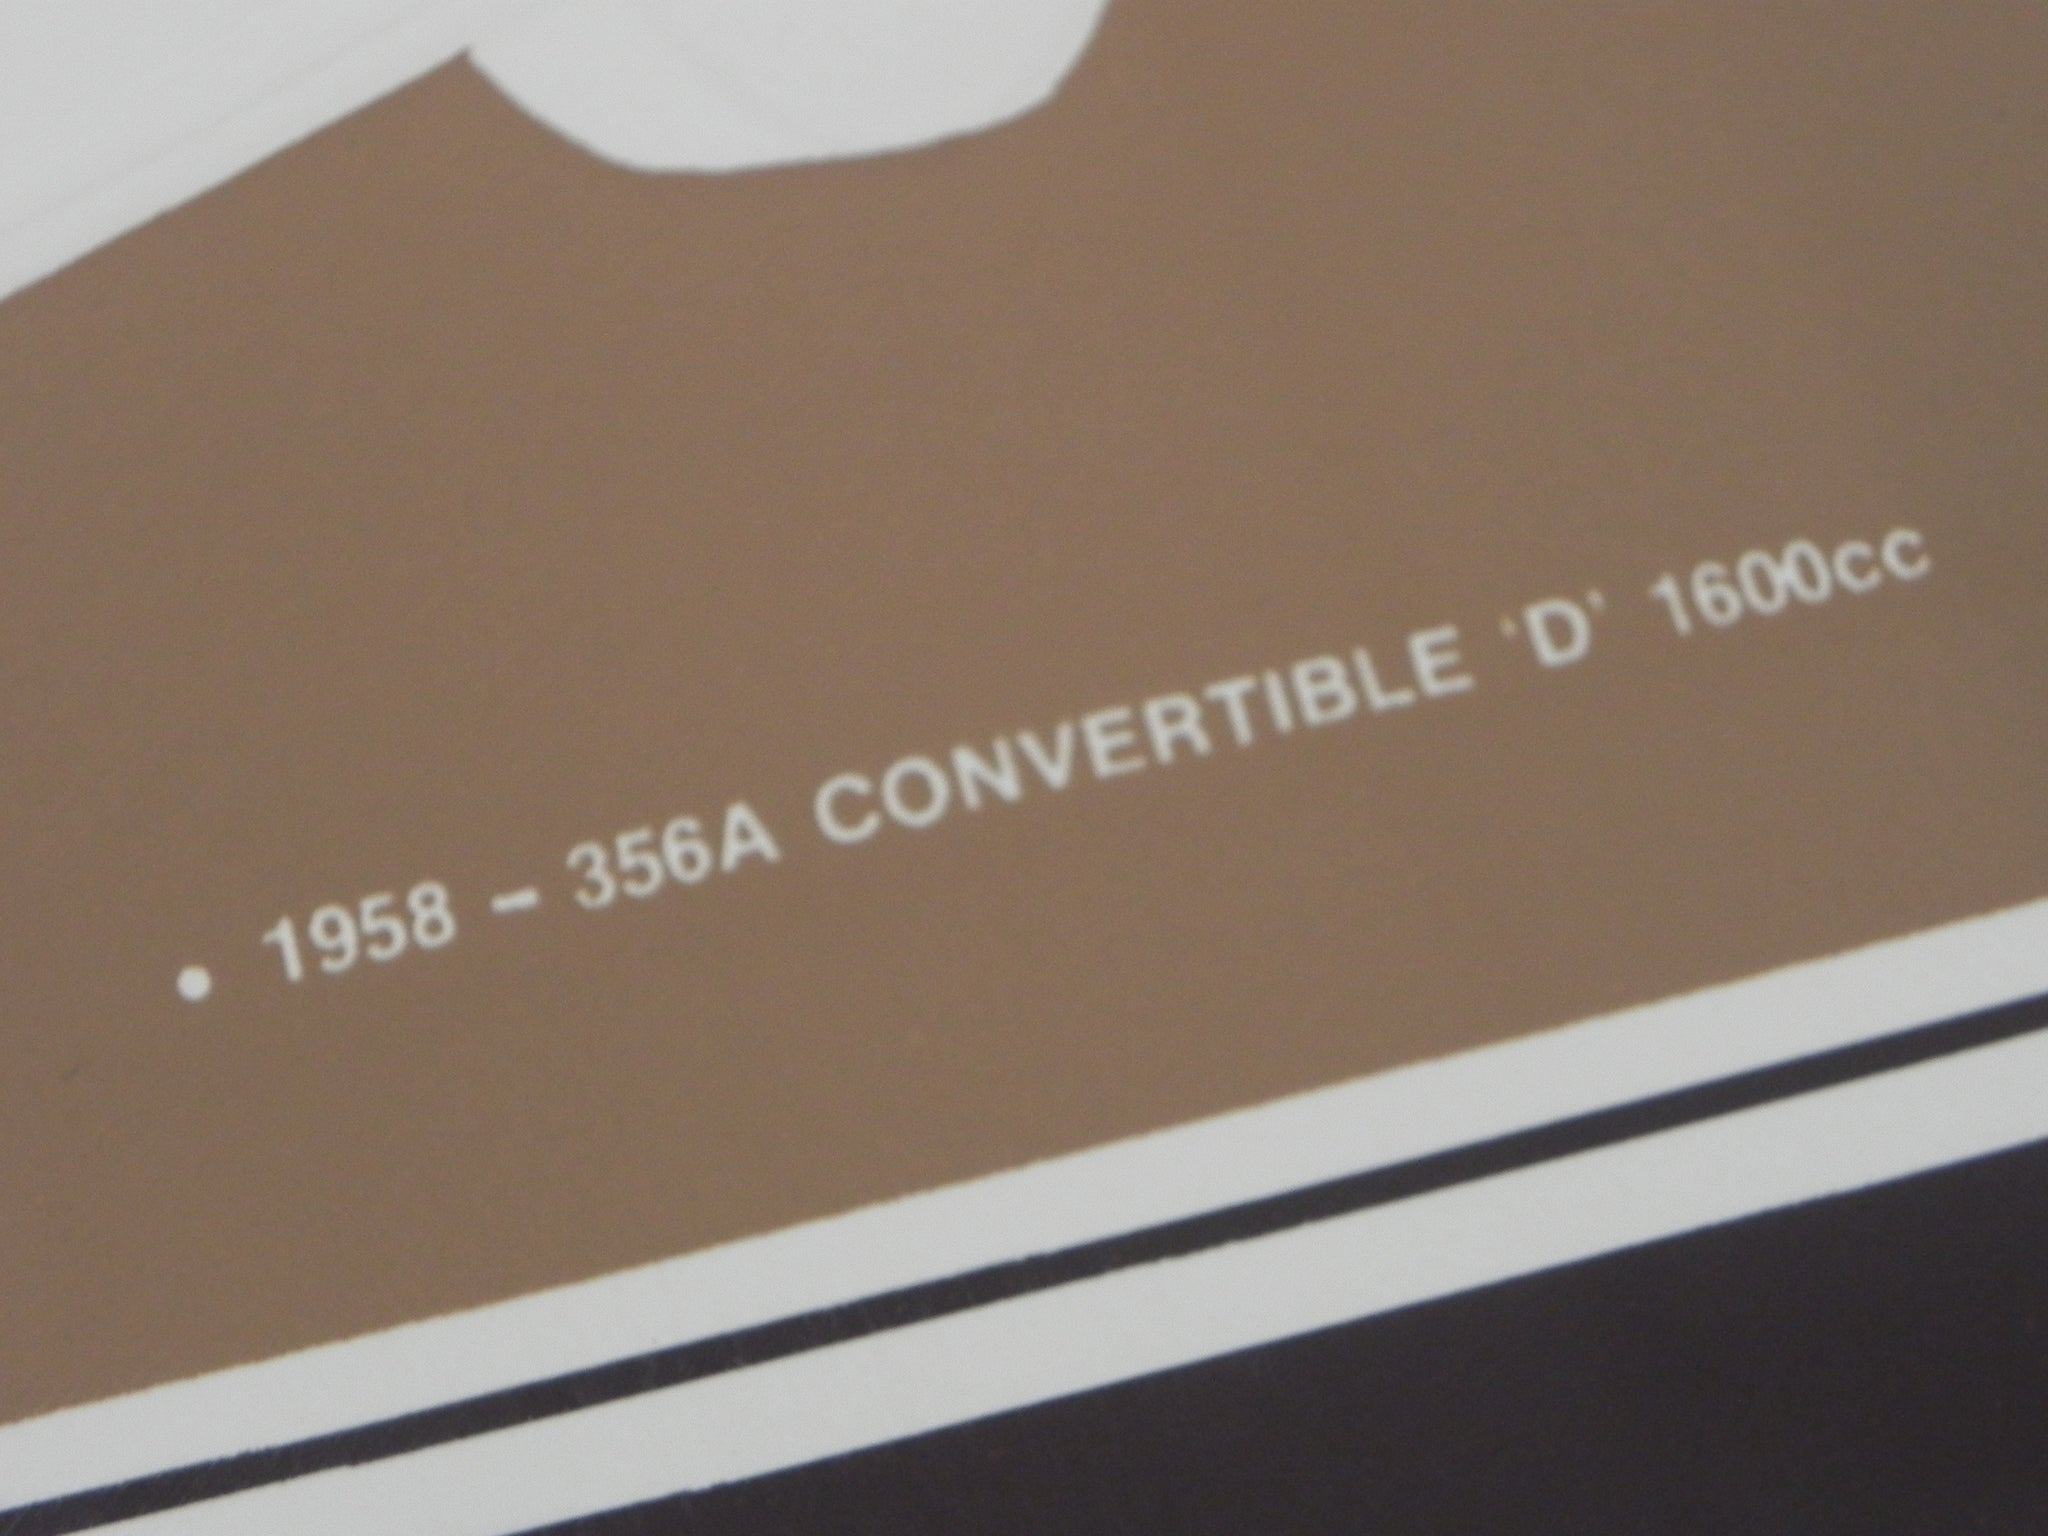 • 1958 – 356A CONVERTIBLE ‘D’ 1600cc